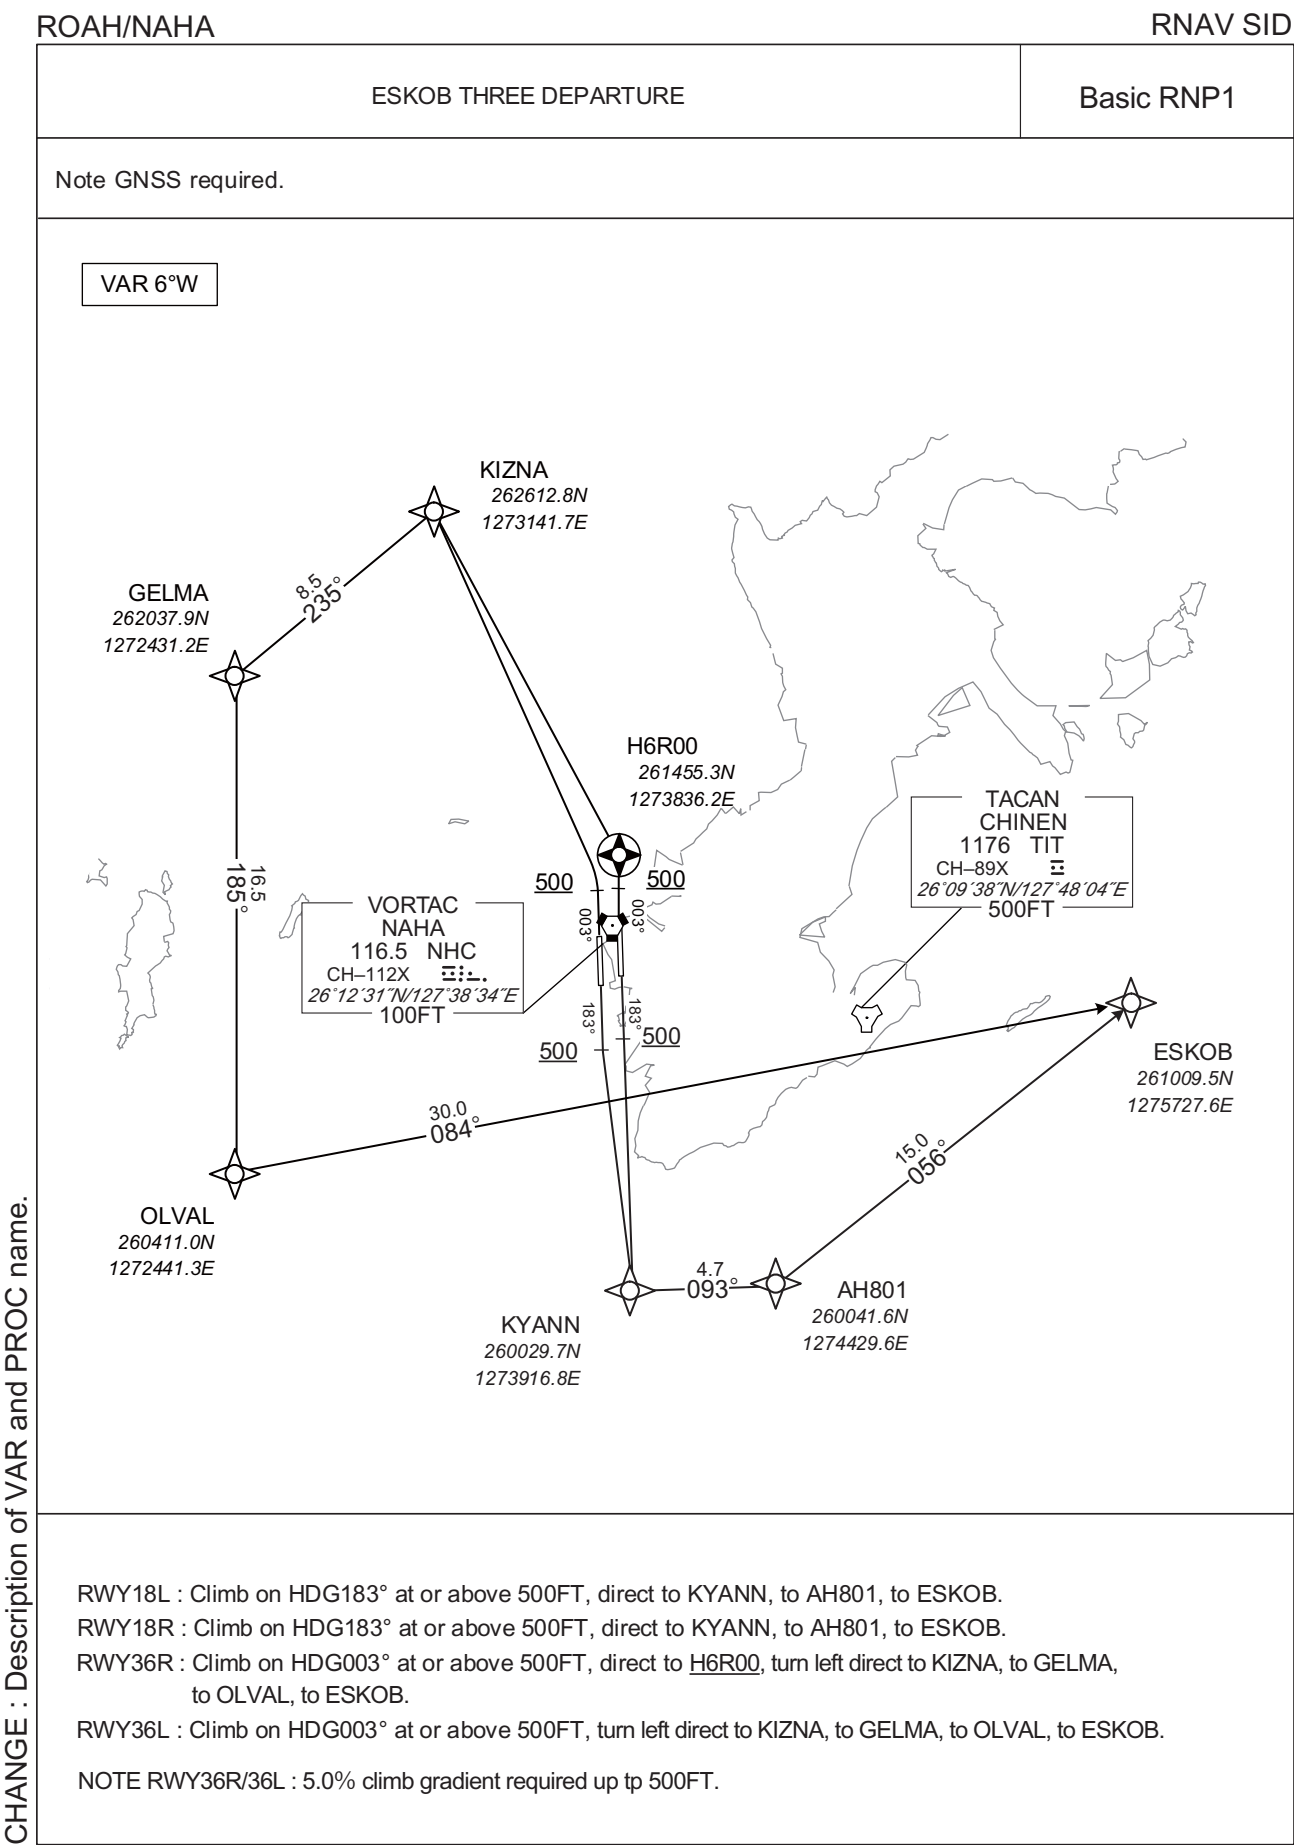 ROAH/NAHA
RNAV SID
ESKOB THREE DEPARTURE
Basic RNP1
Note GNSS required.
VAR 6°W
KIZNA
262612.8N
1273141.7E
8.5
235°
GELMA
262037.9N
1272431.2E
H6R00
261455.3N
1273836.2E
TACAN
CHINEN
1176 TIT
CH–89X
26°09′38″N/127°48′04″E
500FT
16.5
185°
500
500
003°
003°
VORTAC
NAHA
116.5 NHC
CH–112X
26°12′31″N/127°38′34″E
100FT
183°
183°
500
500
ESKOB
261009.5N
1275727.6E
30.0
084°
15.0
056°
OLVAL
260411.0N
1272441.3E
4.7
093°
AH801
260041.6N
1274429.6E
KYANN
260029.7N
1273916.8E
RWY18L : Climb on HDG183° at or above 500FT, direct to KYANN, to AH801, to ESKOB.
RWY18R : Climb on HDG183° at or above 500FT, direct to KYANN, to AH801, to ESKOB.
RWY36R : Climb on HDG003° at or above 500FT, direct to H6R00, turn left direct to KIZNA, to GELMA,
to OLVAL, to ESKOB.
RWY36L : Climb on HDG003° at or above 500FT, turn left direct to KIZNA, to GELMA, to OLVAL, to ESKOB.
NOTE RWY36R/36L : 5.0% climb gradient required up tp 500FT.
CHANGE : Description of VAR and PROC name.